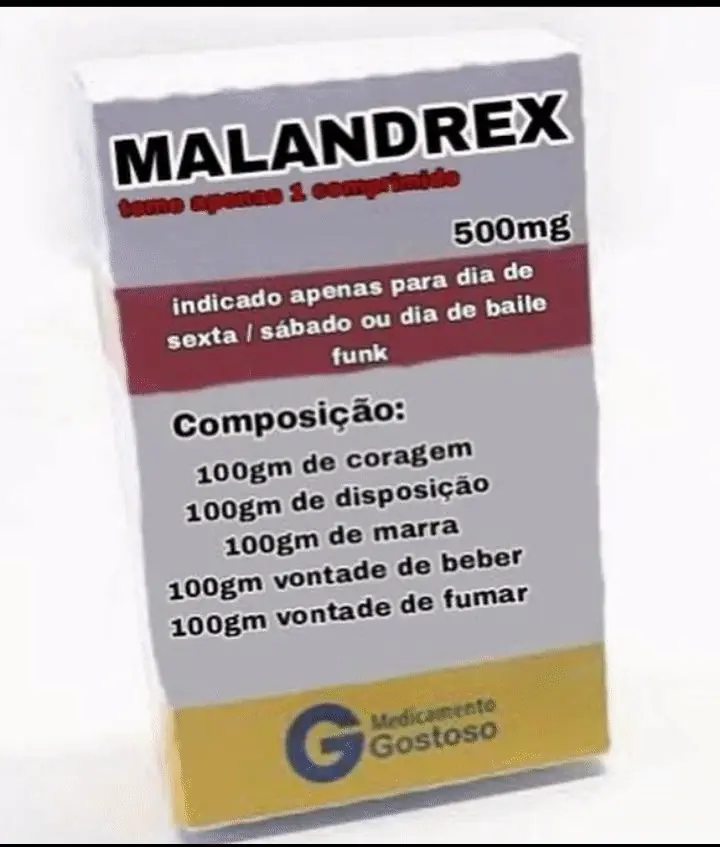 MALANDREX
tome apenas 1 comprimido
500mg
indicado apenas para dia de
sexta / sábado ou dia de baile
funk
Composição:
100gm de coragem
100gm de disposição
100gm de marra
100gm vontade de beber
100gm vontade de fumar
G Medicamento
Gostoso